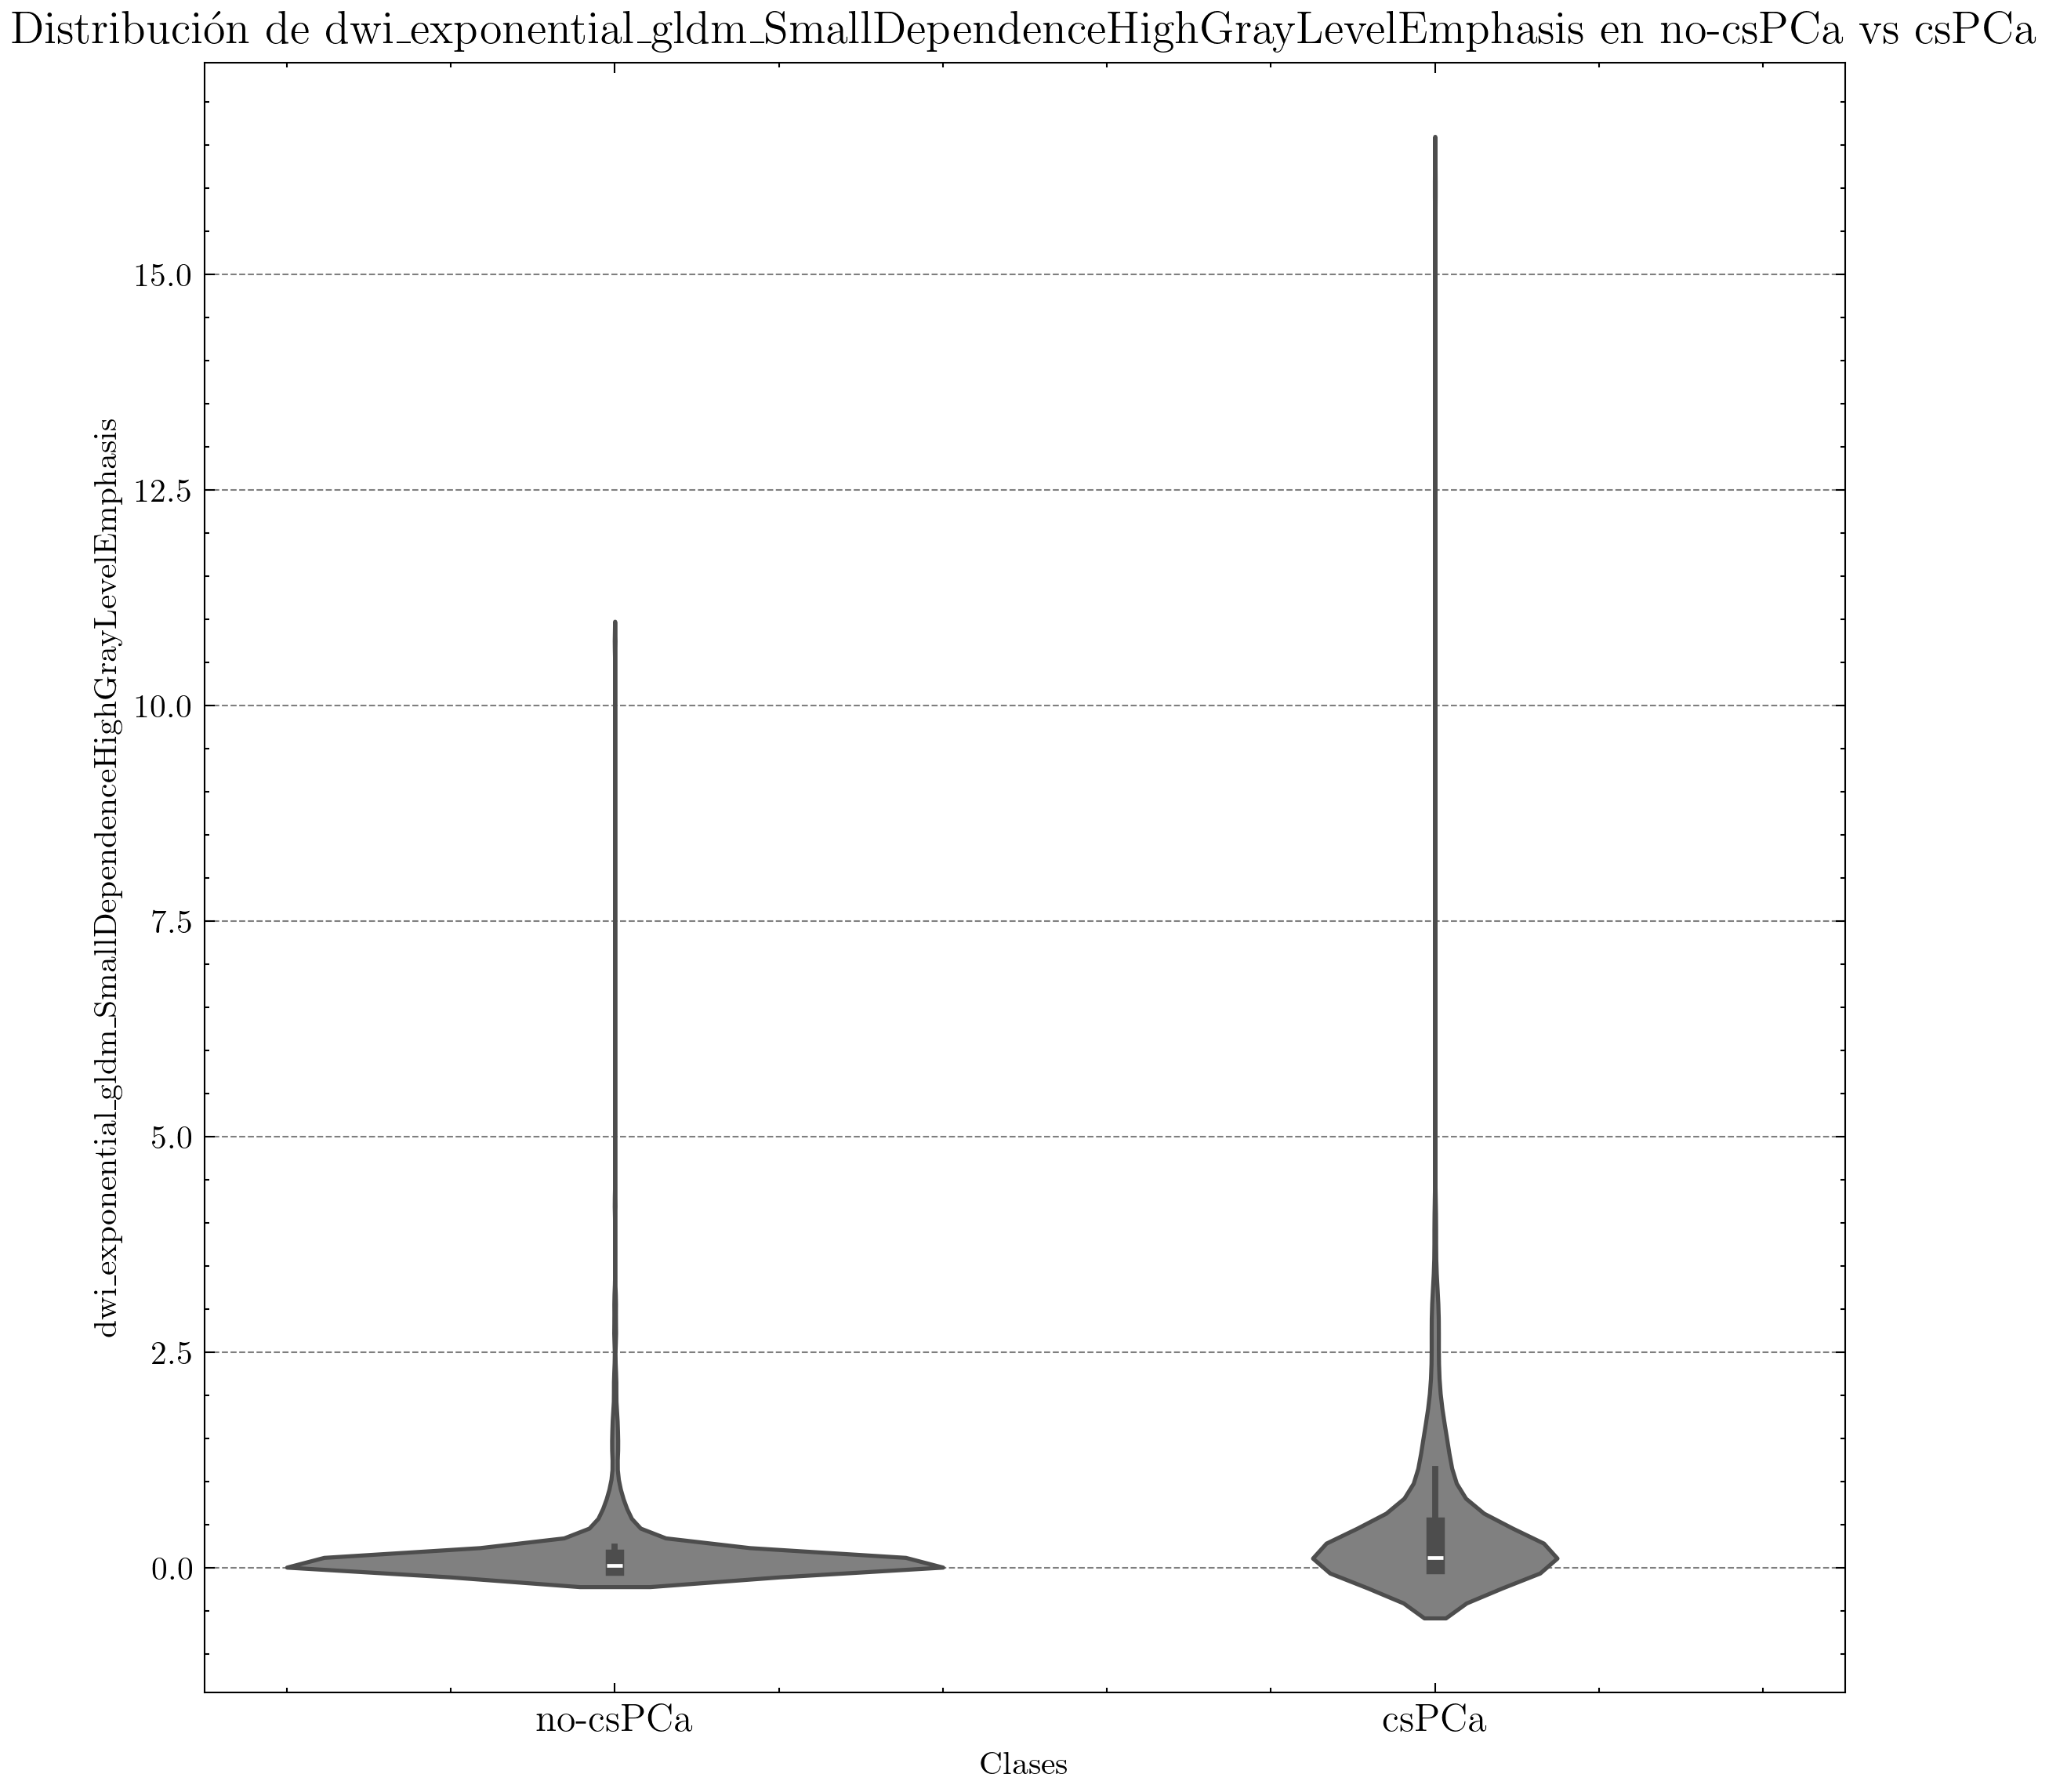 Distribución de dwi_exponential_gldm_SmallDependenceHighGrayLevelEmphasis en no-csPCa vs csPCa
dwi_exponential_gldm_SmallDependenceHighGrayLevelEmphasis
15.0
12.5
10.0
7.5
5.0
2.5
0.0
no-csPCa
csPCa
Clases